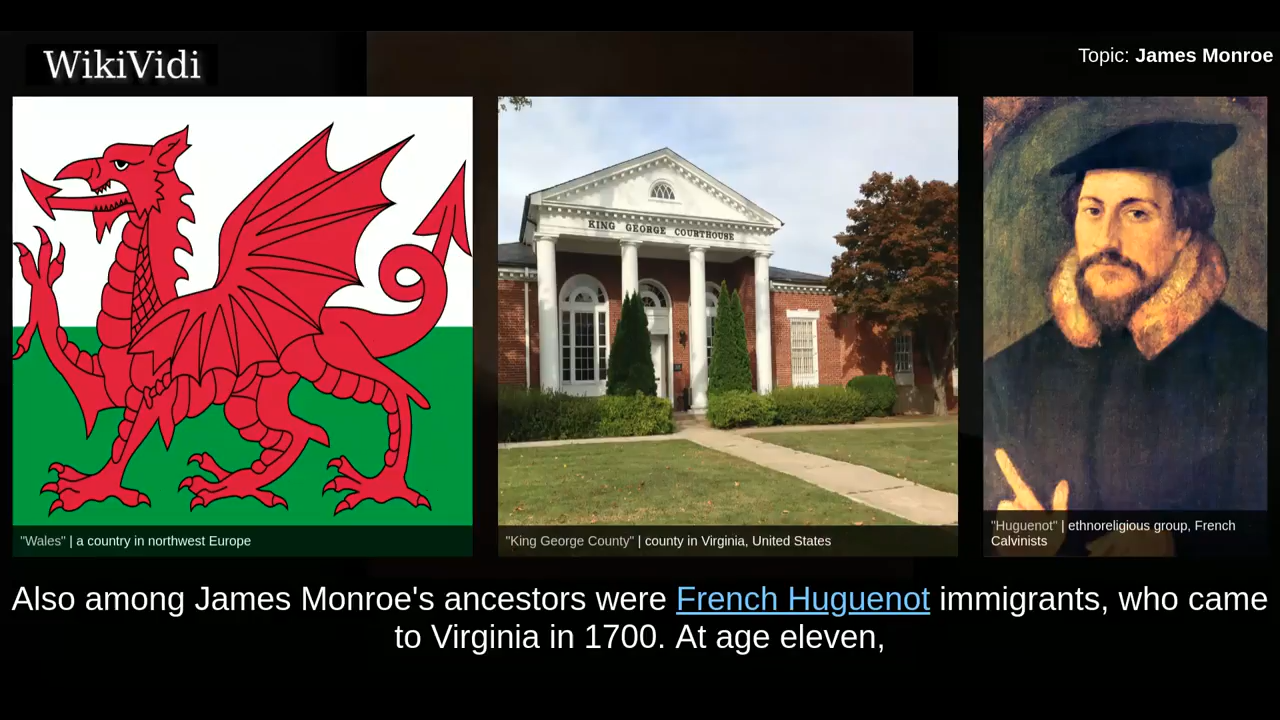 WikiVidi
Topic: James Monroe
KING GEORGE COURTHOUSE
"Wales" | a country in northwest Europe
"King George County" | county in Virginia, United States
"Huguenot" | ethnoreligious group, French
Calvinists
Also among James Monroe's ancestors were French Huguenot immigrants, who came
to Virginia in 1700. At age eleven,